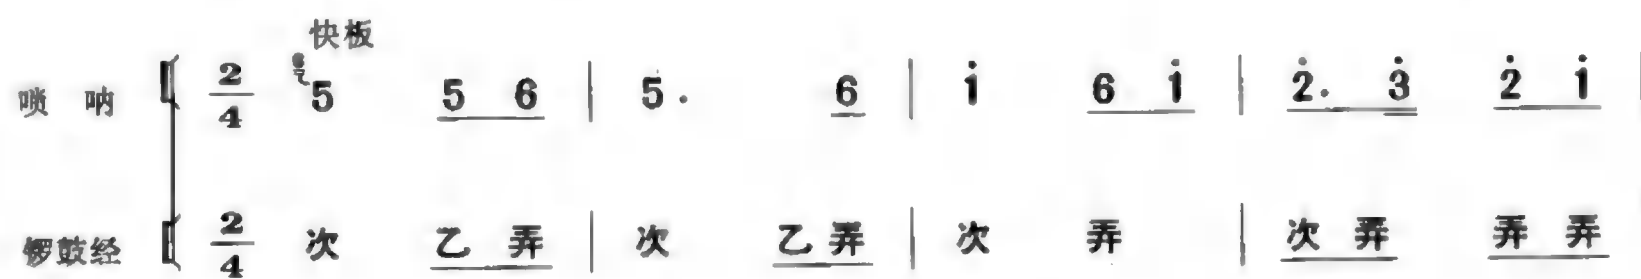 快板
唢呐 2/4 5 5 6 | 5. 6 | i̇ 6 i̇ | 2̇. 3̇ 2̇ i̇ |
锣鼓经 2/4 次 乙弄 | 次 乙弄 | 次 弄 | 次弄 弄弄